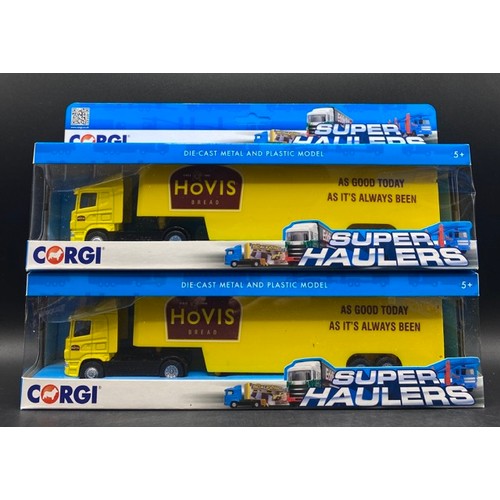 CORGI
SUPER
HAULERS
DIE-CAST METAL AND PLASTIC MODEL
5+
HOVIS
BREAD
AS GOOD TODAY
AS IT'S ALWAYS BEEN
CORGI
SUPER
HAULERS
DIE-CAST METAL AND PLASTIC MODEL
5+
HOVIS
BREAD
AS GOOD TODAY
AS IT'S ALWAYS BEEN
CORGI
SUPER
HAULERS